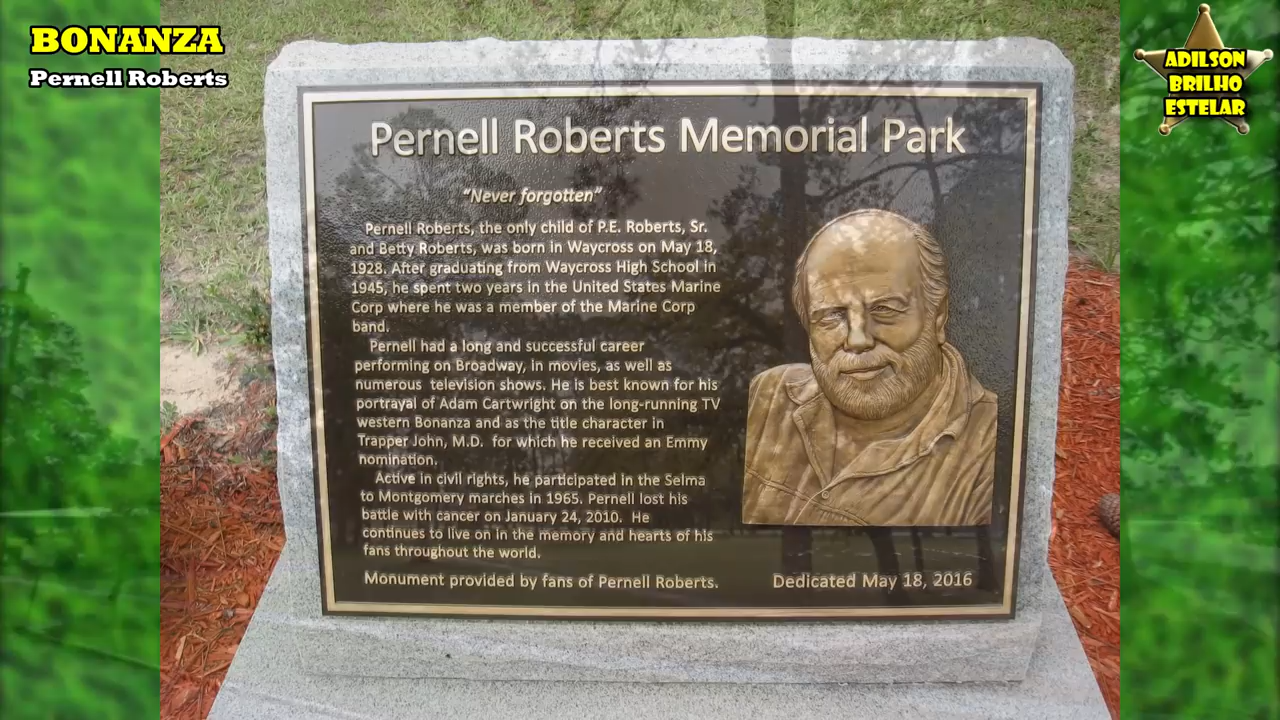 BONANZA
Pernell Roberts
ADILSON
BRILHO
ESTELAR
Pernell Roberts Memorial Park
"Never forgotten"
Pernell Roberts, the only child of P.E. Roberts, Sr.
and Betty Roberts, was born in Waycross on May 18,
1928. After graduating from Waycross High School in
1945, he spent two years in the United States Marine
Corp where he was a member of the Marine Corp
band.
Pernell had a long and successful career
performing on Broadway, in movies, as well as
numerous television shows. He is best known for his
portrayal of Adam Cartwright on the long-running TV
western Bonanza and as the title character in
Trapper John, M.D. for which he received an Emmy
nomination.
Active in civil rights, he participated in the Selma
to Montgomery marches in 1965. Pernell lost his
battle with cancer on January 24, 2010. He
continues to live on in the memory and hearts of his
fans throughout the world.
Monument provided by fans of Pernell Roberts.
Dedicated May 18, 2016